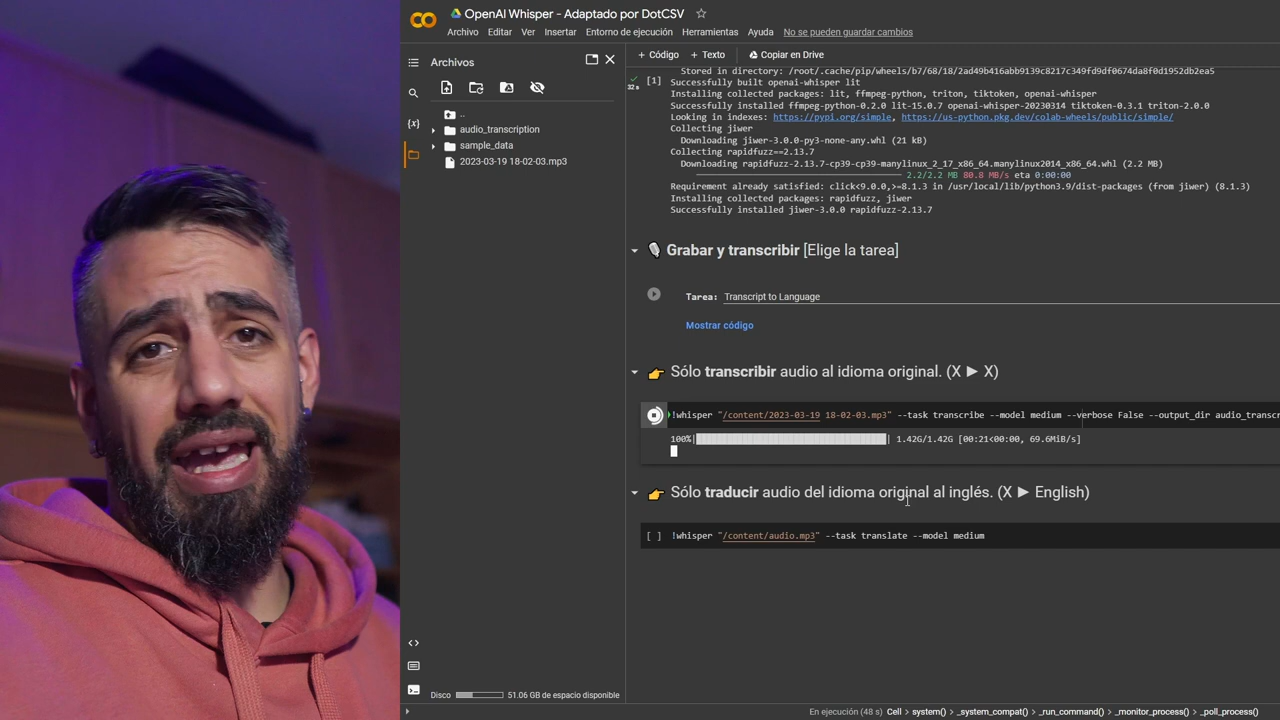 OpenAI Whisper - Adaptado por DotCSV
Archivo Editar Ver Insertar Entorno de ejecución Herramientas Ayuda No se pueden guardar cambios
Archivos
..
audio_transcription
sample_data
2023-03-19 18-02-03.mp3
Disco 51.06 GB de espacio disponible
+ Código + Texto Copiar en Drive
Stored in directory: /root/.cache/pip/wheels/b7/68/18/2ad49b416abb9139c8217c349fd9df0674da8f0d1952db2ea5
32 s [1] Successfully built openai-whisper lit
Installing collected packages: lit, ffmpeg-python, triton, tiktoken, openai-whisper
Successfully installed ffmpeg-python-0.2.0 lit-15.0.7 openai-whisper-20230314 tiktoken-0.3.1 triton-2.0.0
Looking in indexes: https://pypi.org/simple, https://us-python.pkg.dev/colab-wheels/public/simple/
Collecting jiwer
Downloading jiwer-3.0.0-py3-none-any.whl (21 kB)
Collecting rapidfuzz==2.13.7
Downloading rapidfuzz-2.13.7-cp39-cp39-manylinux_2_17_x86_64.manylinux2014_x86_64.whl (2.2 MB)
2.2/2.2 MB 80.8 MB/s eta 0:00:00
Requirement already satisfied: click<9.0.0,>=8.1.3 in /usr/local/lib/python3.9/dist-packages (from jiwer) (8.1.3)
Installing collected packages: rapidfuzz, jiwer
Successfully installed jiwer-3.0.0 rapidfuzz-2.13.7
Grabar y transcribir [Elige la tarea]
Tarea: Transcript to Language
Mostrar código
Sólo transcribir audio al idioma original. (X ► X)
!whisper "/content/2023-03-19 18-02-03.mp3" --task transcribe --model medium --verbose False --output_dir audio_transcr
100%| | 1.42G/1.42G [00:21<00:00, 69.6MiB/s]
Sólo traducir audio del idioma original al inglés. (X ► English)
[ ] !whisper "/content/audio.mp3" --task translate --model medium
En ejecución (48 s) Cell > system() > _system_compat() > _run_command() > _monitor_process() > _poll_process()